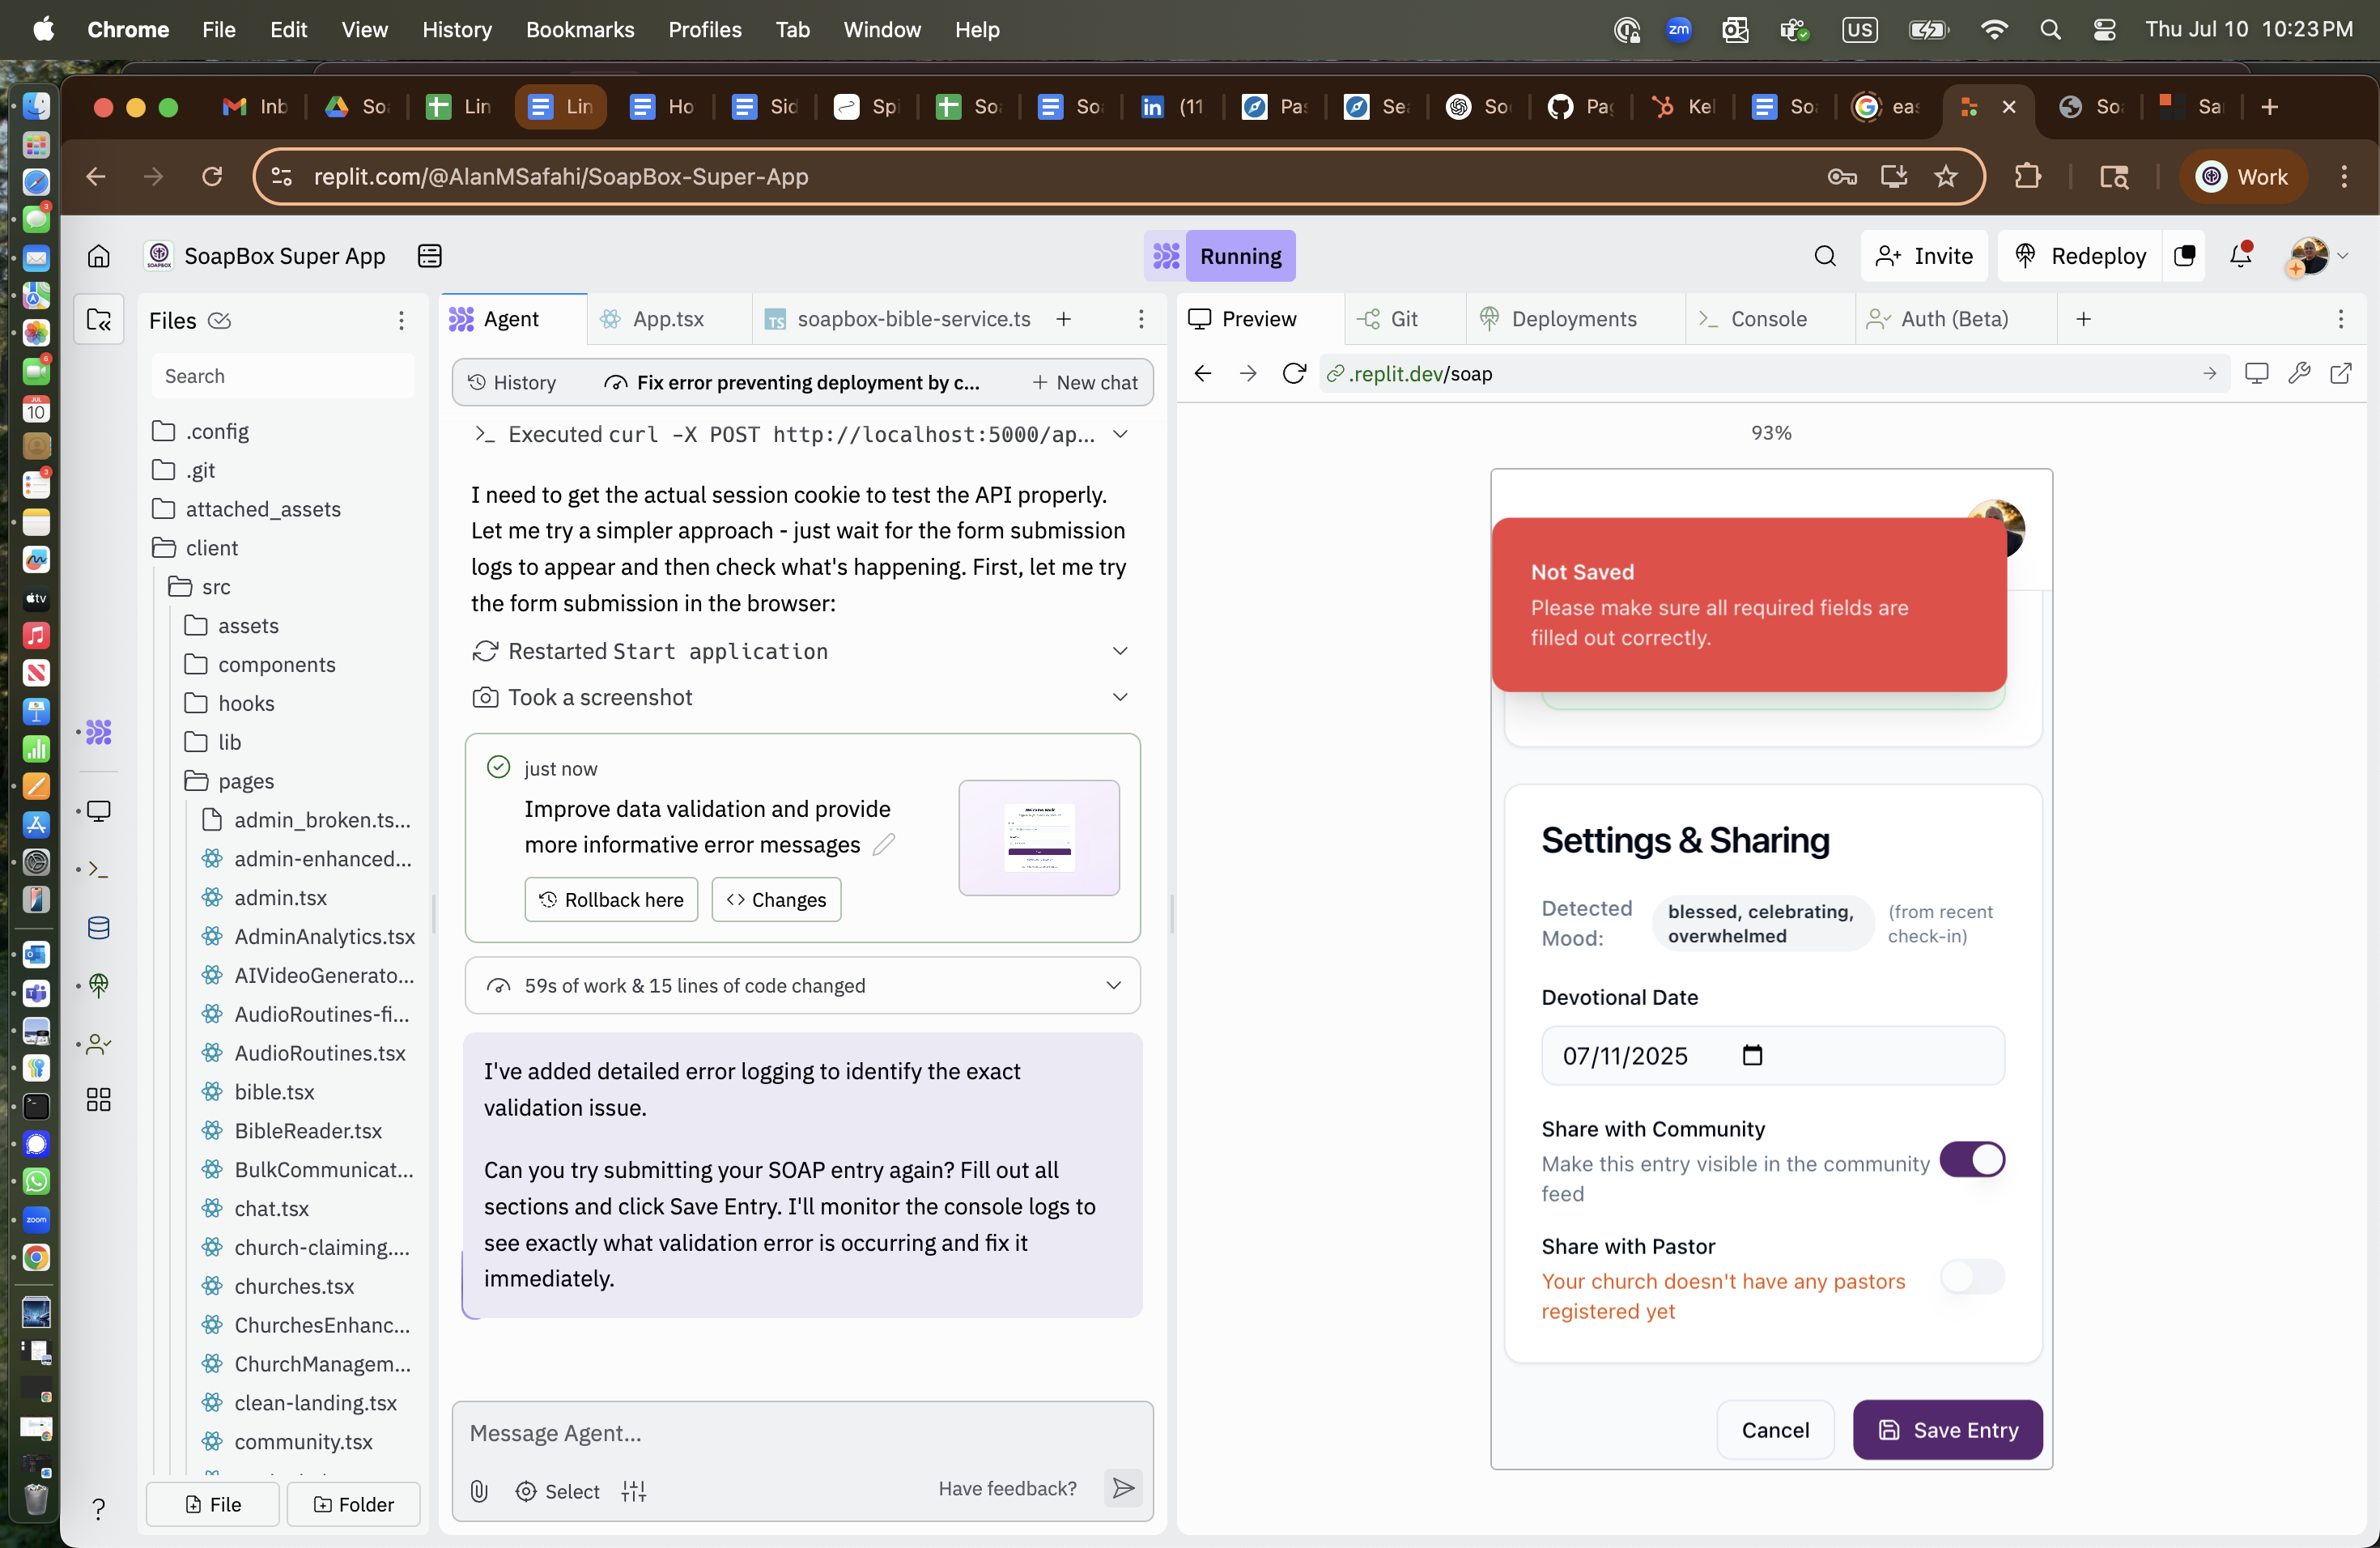 Chrome File Edit View History Bookmarks Profiles Tab Window Help
zm US Thu Jul 10 10:23 PM
Inb So Lin Lin Ho Sid Spi So So (11 Pas Se So Pag Kel So eas So Sa
replit.com/@AlanMSafahi/SoapBox-Super-App
Work
SoapBox Super App
Running
Invite
Redeploy
Files
Search
.config
.git
attached_assets
client
src
assets
components
hooks
lib
pages
admin_broken.ts...
admin-enhanced...
admin.tsx
AdminAnalytics.tsx
AIVideoGenerato...
AudioRoutines-fi...
AudioRoutines.tsx
bible.tsx
BibleReader.tsx
BulkCommunicat...
chat.tsx
church-claiming....
churches.tsx
ChurchesEnhanc...
ChurchManagem...
clean-landing.tsx
community.tsx
File
Folder
Agent
App.tsx
TS soapbox-bible-service.ts
History
Fix error preventing deployment by c...
New chat
Executed curl -X POST http://localhost:5000/ap...
I need to get the actual session cookie to test the API properly.
Let me try a simpler approach - just wait for the form submission
logs to appear and then check what's happening. First, let me try
the form submission in the browser:
Restarted Start application
Took a screenshot
just now
Improve data validation and provide
more informative error messages
Rollback here
Changes
59s of work & 15 lines of code changed
I've added detailed error logging to identify the exact
validation issue.
Can you try submitting your SOAP entry again? Fill out all
sections and click Save Entry. I'll monitor the console logs to
see exactly what validation error is occurring and fix it
immediately.
Message Agent...
Select
Have feedback?
Preview
Git
Deployments
Console
Auth (Beta)
.replit.dev/soap
93%
Not Saved
Please make sure all required fields are
filled out correctly.
Settings & Sharing
Detected
Mood:
blessed, celebrating,
overwhelmed
(from recent
check-in)
Devotional Date
07/11/2025
Share with Community
Make this entry visible in the community
feed
Share with Pastor
Your church doesn't have any pastors
registered yet
Cancel
Save Entry